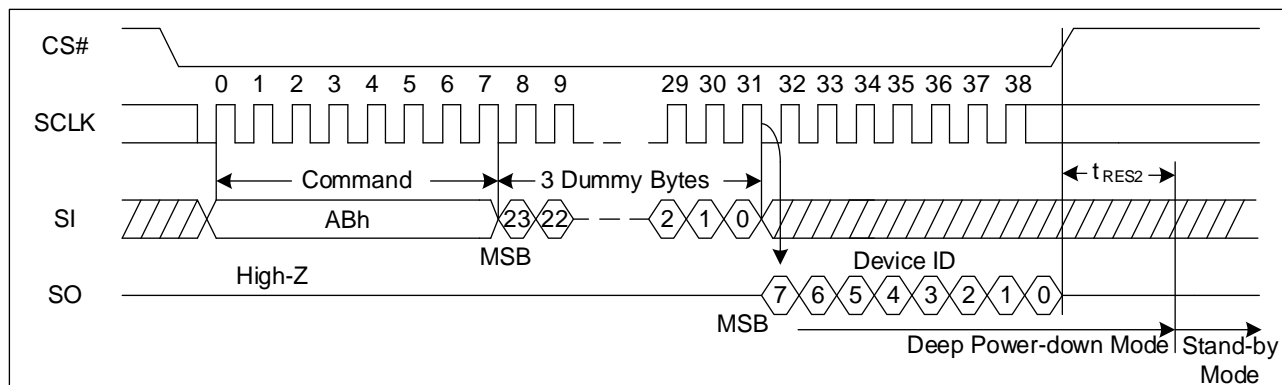 CS#
0 1 2 3 4 5 6 7 8 9 29 30 31 32 33 34 35 36 37 38
SCLK
Command 3 Dummy Bytes tRES2
SI ABh 23 22 2 1 0
MSB
High-Z Device ID
SO 7 6 5 4 3 2 1 0
MSB
Deep Power-down Mode Stand-by
Mode